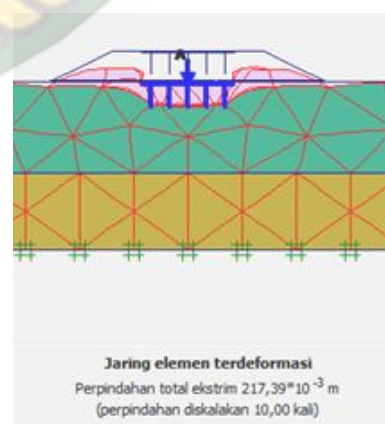 A
Jaring elemen terdeformasi
Perpindahan total ekstrim 217,39*10 -3 m
(perpindahan diskalakan 10,00 kali)